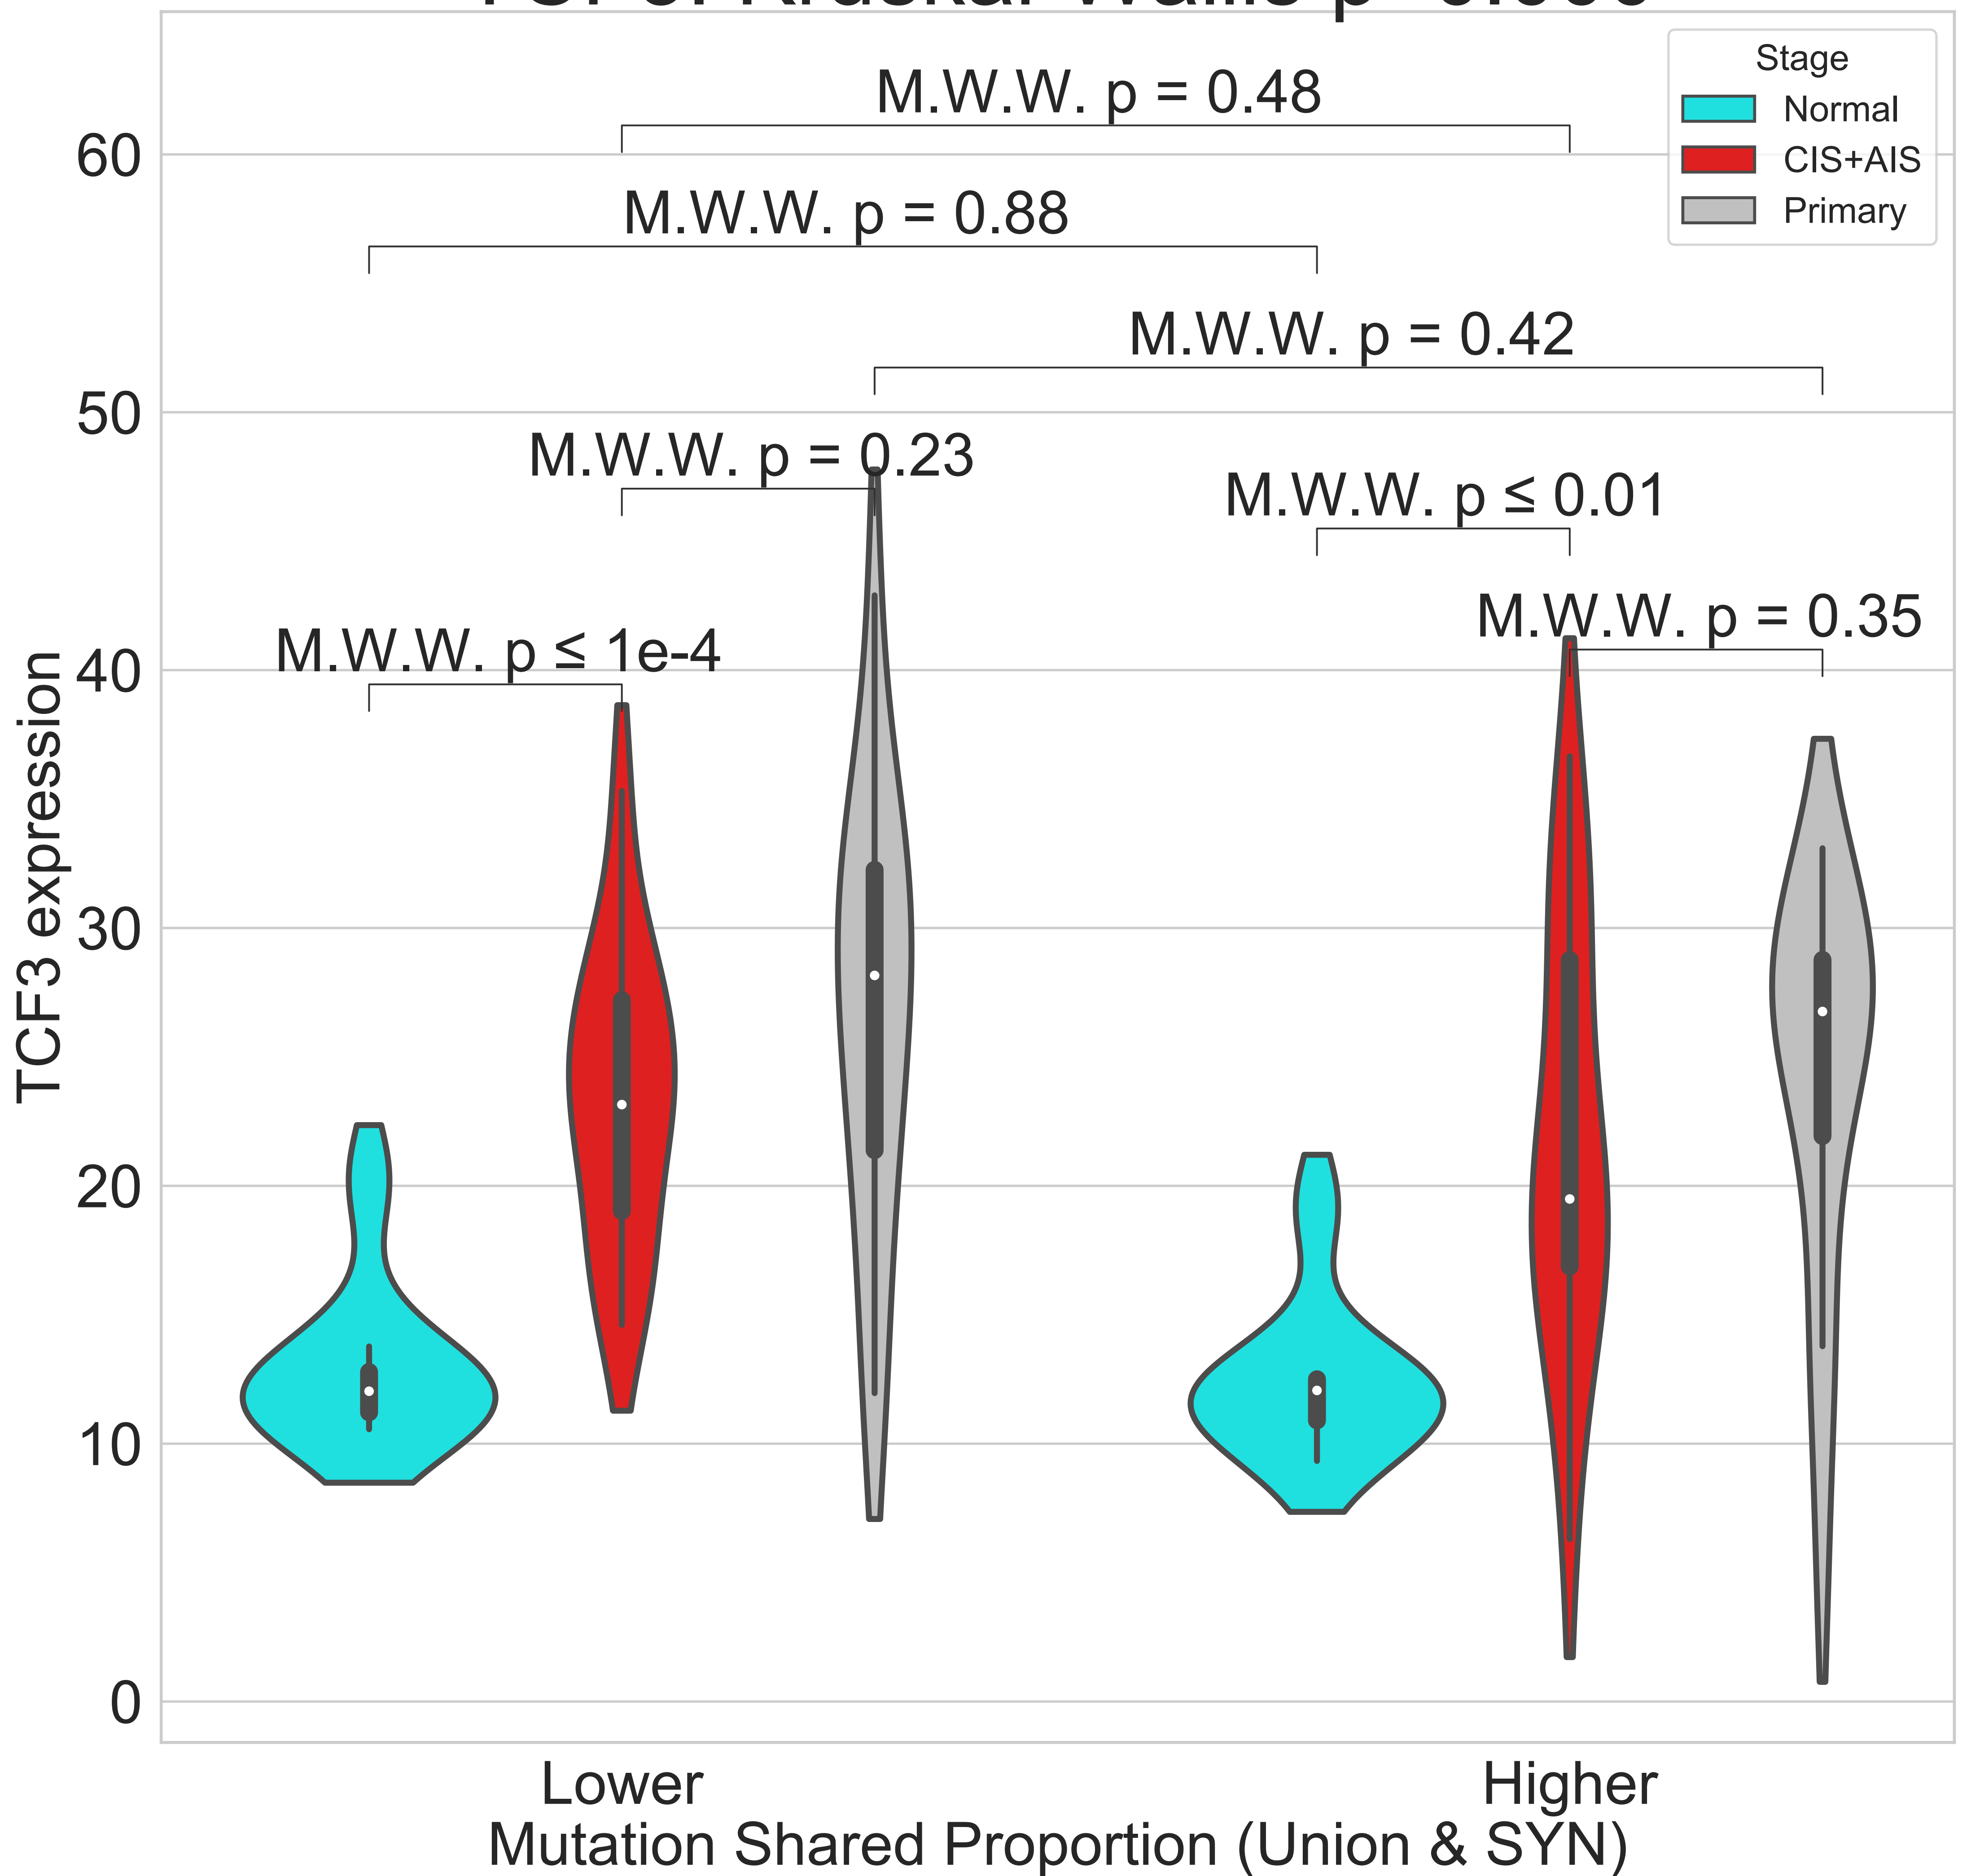 Stage
Normal
CIS+AIS
Primary
M.W.W. p = 0.48
M.W.W. p = 0.88
M.W.W. p = 0.42
M.W.W. p = 0.23
M.W.W. p ≤ 0.01
M.W.W. p = 0.35
M.W.W. p ≤ 1e-4
TCF3 expression
60
50
40
30
20
10
0
Lower
Higher
Mutation Shared Proportion (Union & SYN)